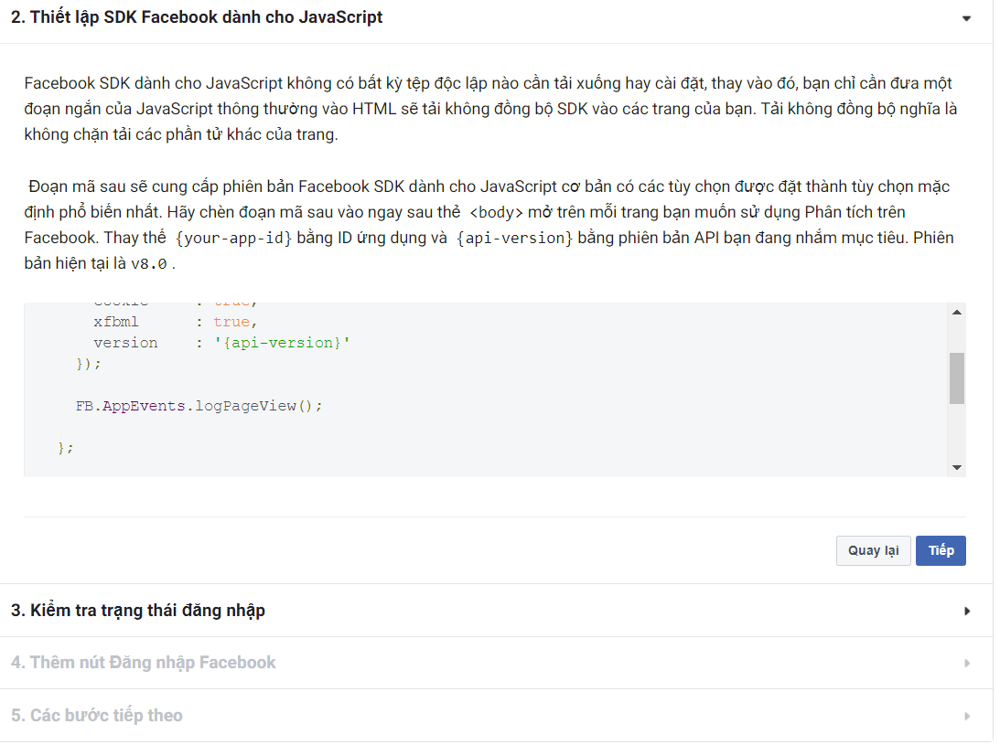 2. Thiết lập SDK Facebook dành cho JavaScript
Facebook SDK dành cho JavaScript không có bất kỳ tệp độc lập nào cần tải xuống hay cài đặt, thay vào đó, bạn chỉ cần đưa một
đoạn ngắn của JavaScript thông thường vào HTML sẽ tải không đồng bộ SDK vào các trang của bạn. Tải không đồng bộ nghĩa là
không chặn tải các phần tử khác của trang.
Đoạn mã sau sẽ cung cấp phiên bản Facebook SDK dành cho JavaScript cơ bản có các tùy chọn được đặt thành tùy chọn mặc
định phổ biến nhất. Hãy chèn đoạn mã sau vào ngay sau thẻ <body> mở trên mỗi trang bạn muốn sử dụng Phân tích trên
Facebook. Thay thế {your-app-id} bằng ID ứng dụng và {api-version} bằng phiên bản API bạn đang nhắm mục tiêu. Phiên
bản hiện tại là v8.0 .
xfbml : true,
version : '{api-version}'
});
FB.AppEvents.logPageView();
};
Quay lại Tiếp
3. Kiểm tra trạng thái đăng nhập
4. Thêm nút Đăng nhập Facebook
5. Các bước tiếp theo